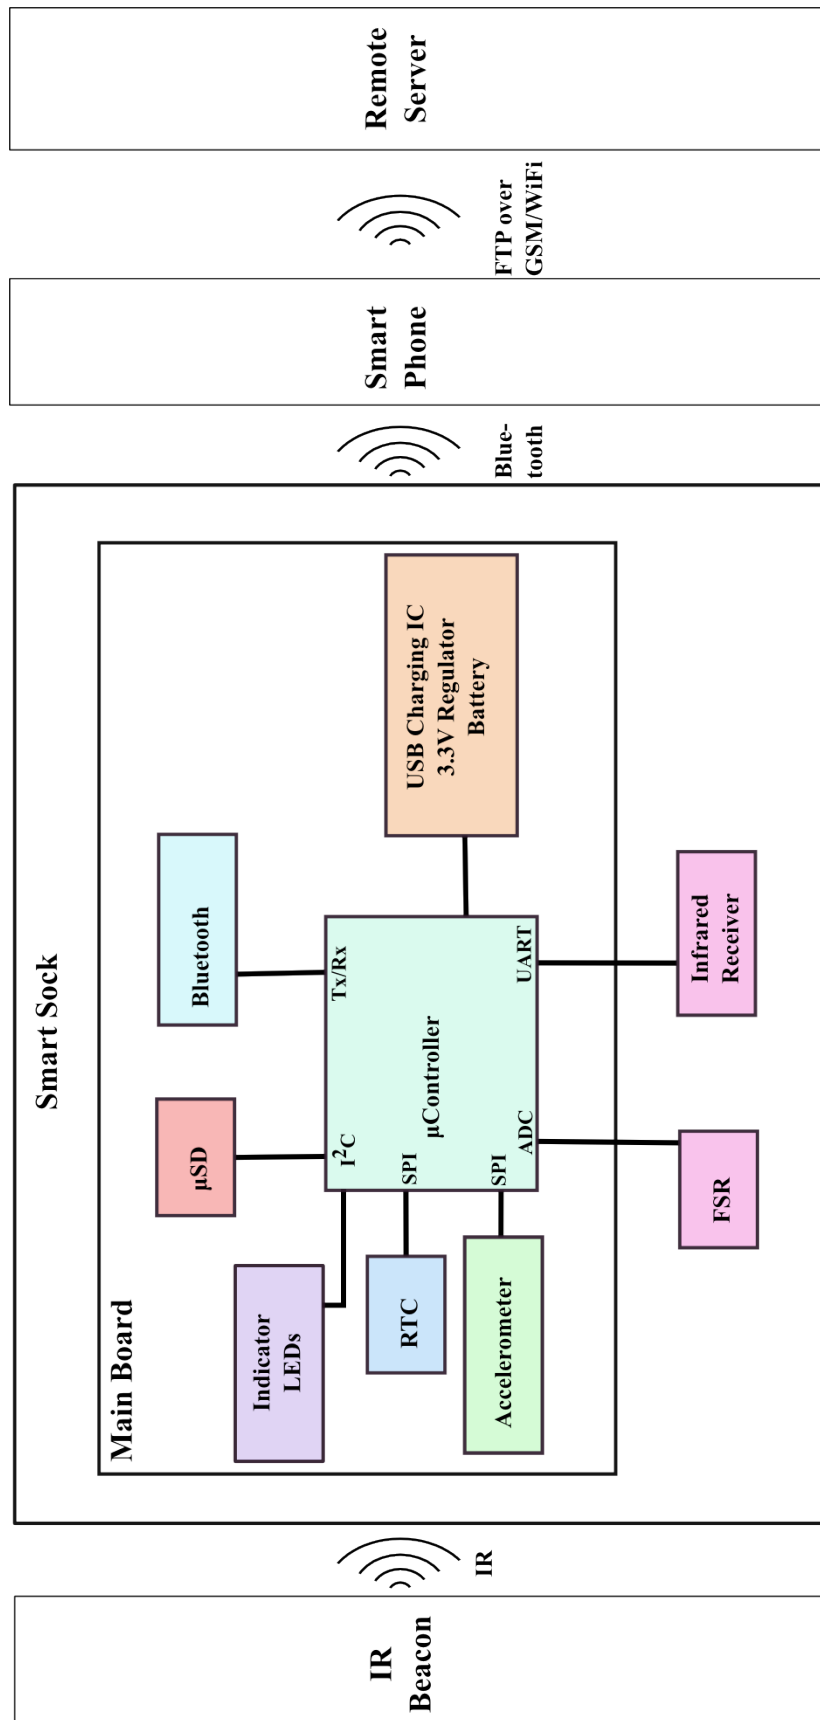 Smart Sock
Main Board
IR
Beacon
IR
Indicator
LEDs
RTC
Accelerometer
µSD
Bluetooth
I²C
SPI
SPI
Tx/Rx
µController
ADC
UART
USB Charging IC
3.3V Regulator
Battery
FSR
Infrared
Receiver
Blue-
tooth
Smart
Phone
FTP over
GSM/WiFi
Remote
Server